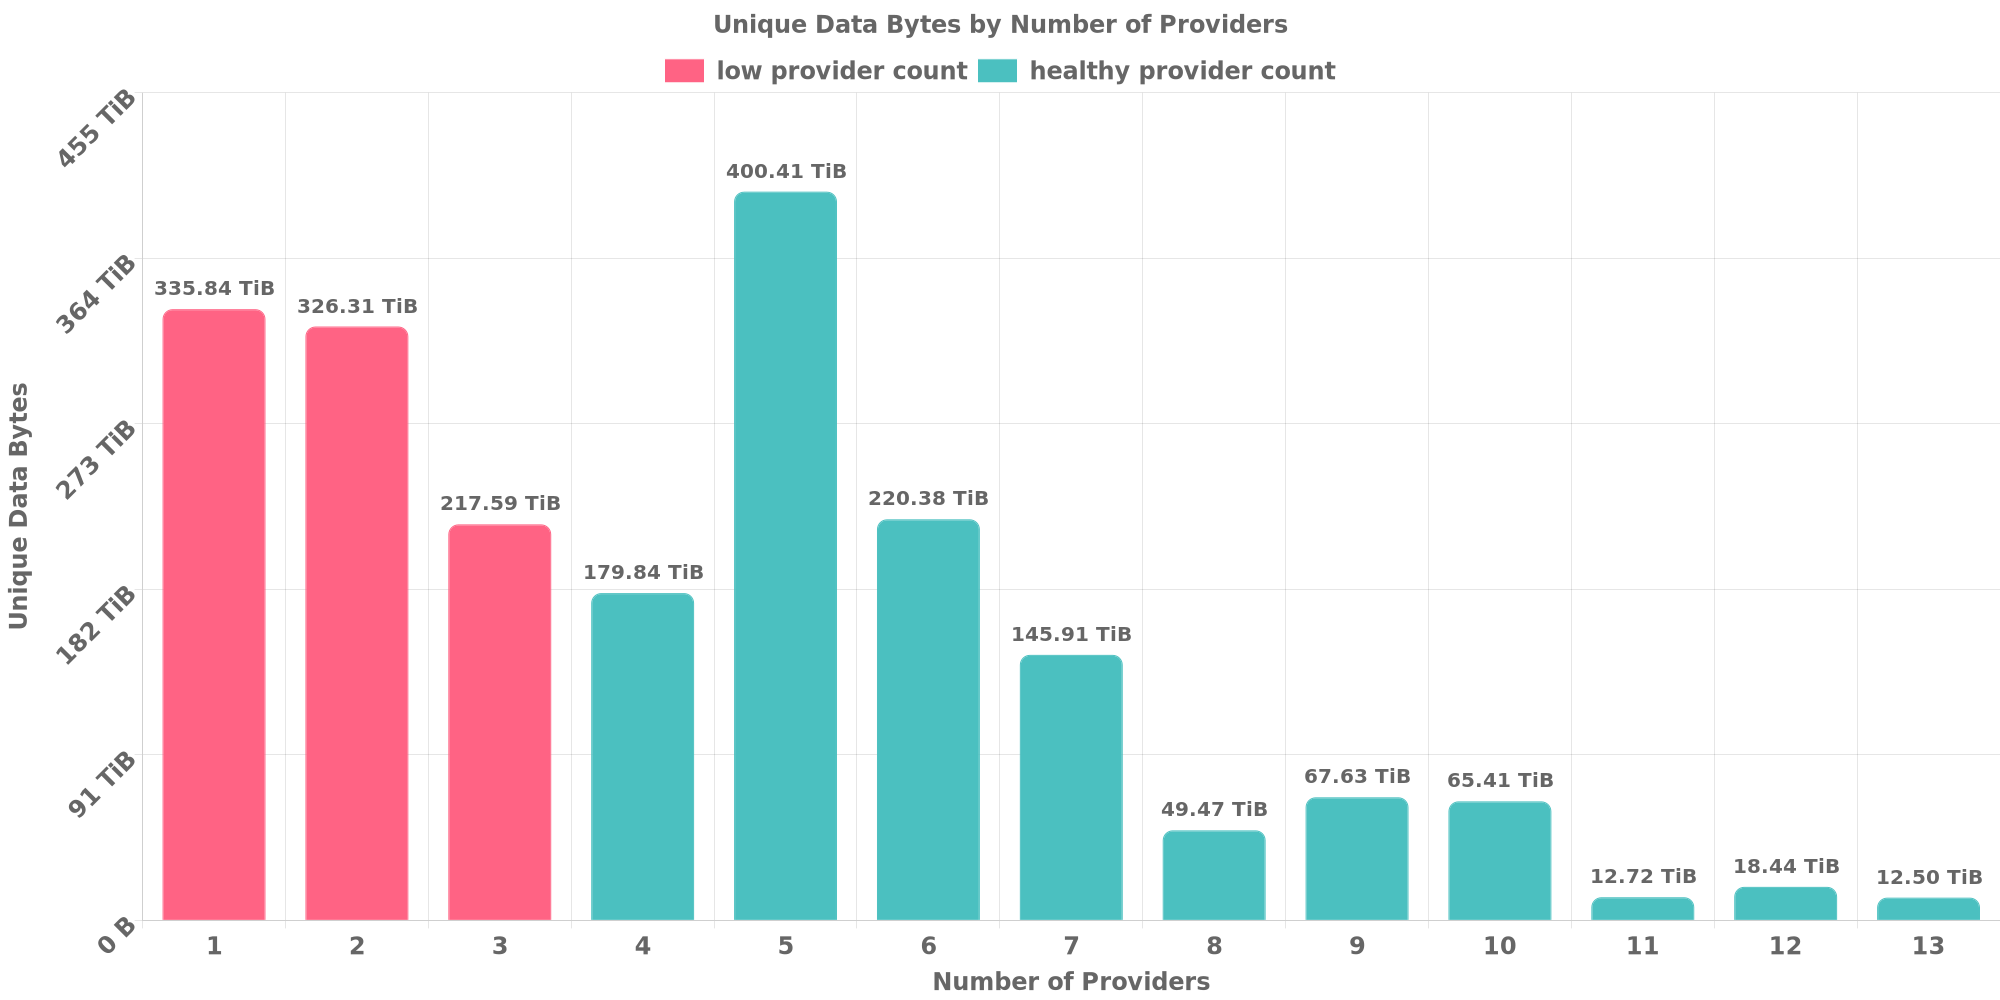 Unique Data Bytes by Number of Providers
low provider count healthy provider count
455 TiB
364 TiB
273 TiB
182 TiB
91 TiB
0 B
Unique Data Bytes
335.84 TiB
326.31 TiB
217.59 TiB
179.84 TiB
400.41 TiB
220.38 TiB
145.91 TiB
49.47 TiB
67.63 TiB
65.41 TiB
12.72 TiB
18.44 TiB
12.50 TiB
1 2 3 4 5 6 7 8 9 10 11 12 13
Number of Providers